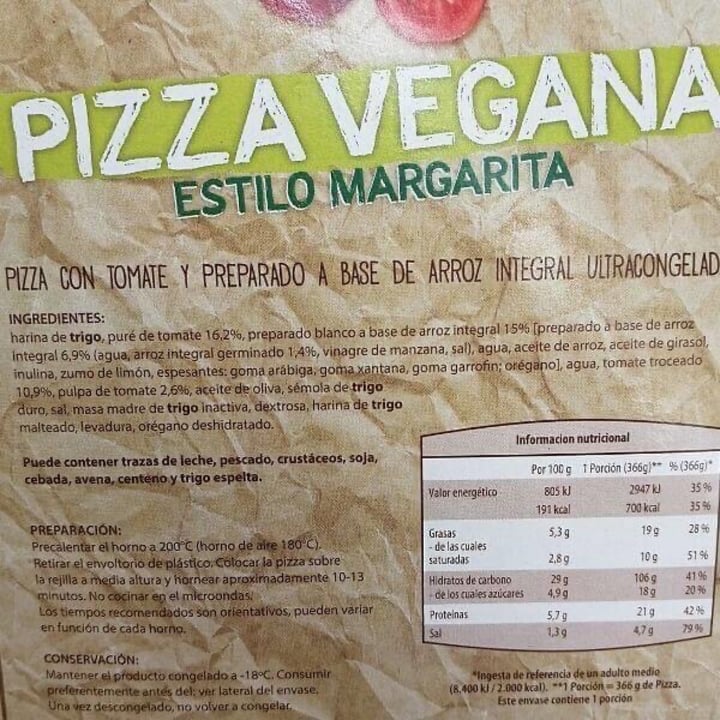 PIZZA VEGANA
ESTILO MARGARITA
PIZZA CON TOMATE Y PREPARADO A BASE DE ARROZ INTEGRAL ULTRACONGELAD
INGREDIENTES:
harina de trigo, puré de tomate 16,2%, preparado blanco a base de arroz integral 15% [preparado a base de arroz
integral 6,9% (agua, arroz integral germinado 1,4%, vinagre de manzana, sal), agua, aceite de arroz, aceite de girasol,
inulina, zumo de limón, espesantes: goma arábiga, goma xantana, goma garrofín; orégano], agua, tomate troceado
10,9%, pulpa de tomate 2,6%, aceite de oliva, sémola de trigo
duro, sal, masa madre de trigo inactiva, dextrosa, harina de trigo
malteado, levadura, orégano deshidratado.
Puede contener trazas de leche, pescado, crustáceos, soja,
cebada, avena, centeno y trigo espelta.
PREPARACIÓN:
Precalentar el horno a 200ºC (horno de aire 180ºC).
Retirar el envoltorio de plástico. Colocar la pizza sobre
la rejilla a media altura y hornear aproximadamente 10-13
minutos. No cocinar en el microondas.
Los tiempos recomendados son orientativos, pueden variar
en función de cada horno.
CONSERVACIÓN:
Mantener el producto congelado a -18ºC. Consumir
preferentemente antes del: ver lateral del envase.
Una vez descongelado, no volver a congelar.
Informacion nutricional
Por 100 g 1 Porción (366g)** % (366g)*
Valor energético 805 kJ 2947 kJ 35 %
191 kcal 700 kcal 35 %
Grasas 5,3 g 19 g 28 %
- de las cuales
saturadas 2,8 g 10 g 51 %
Hidratos de carbono 29 g 106 g 41 %
- de los cuales azúcares 4,9 g 18 g 20 %
Proteínas 5,7 g 21 g 42 %
Sal 1,3 g 4,7 g 79 %
*Ingesta de referencia de un adulto medio
(8.400 kJ / 2.000 kcal). **1 Porción = 366 g de Pizza.
Este envase contiene 1 porción